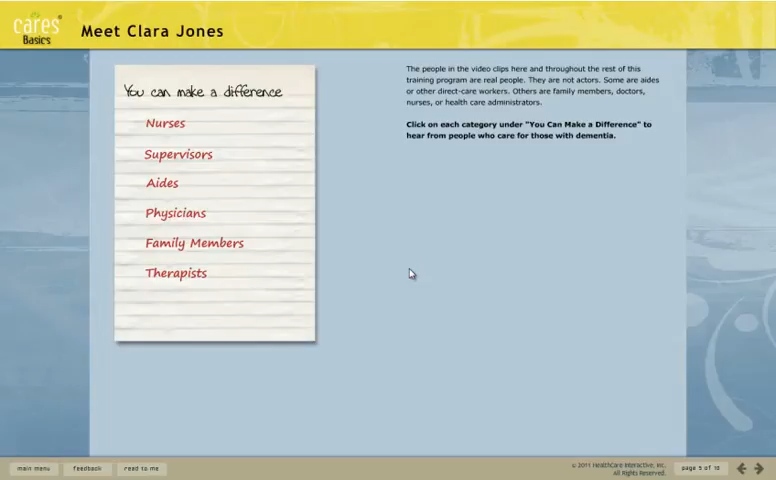 cares®
Basics
Meet Clara Jones
You can make a difference
Nurses
Supervisors
Aides
Physicians
Family Members
Therapists
The people in the video clips here and throughout the rest of this
training program are real people. They are not actors. Some are aides
or other direct-care workers. Others are family members, doctors,
nurses, or health care administrators.
Click on each category under "You Can Make a Difference" to
hear from people who care for those with dementia.
main menu
feedback
read to me
© 2011 HealthCare Interactive, Inc.
All Rights Reserved.
page 5 of 10